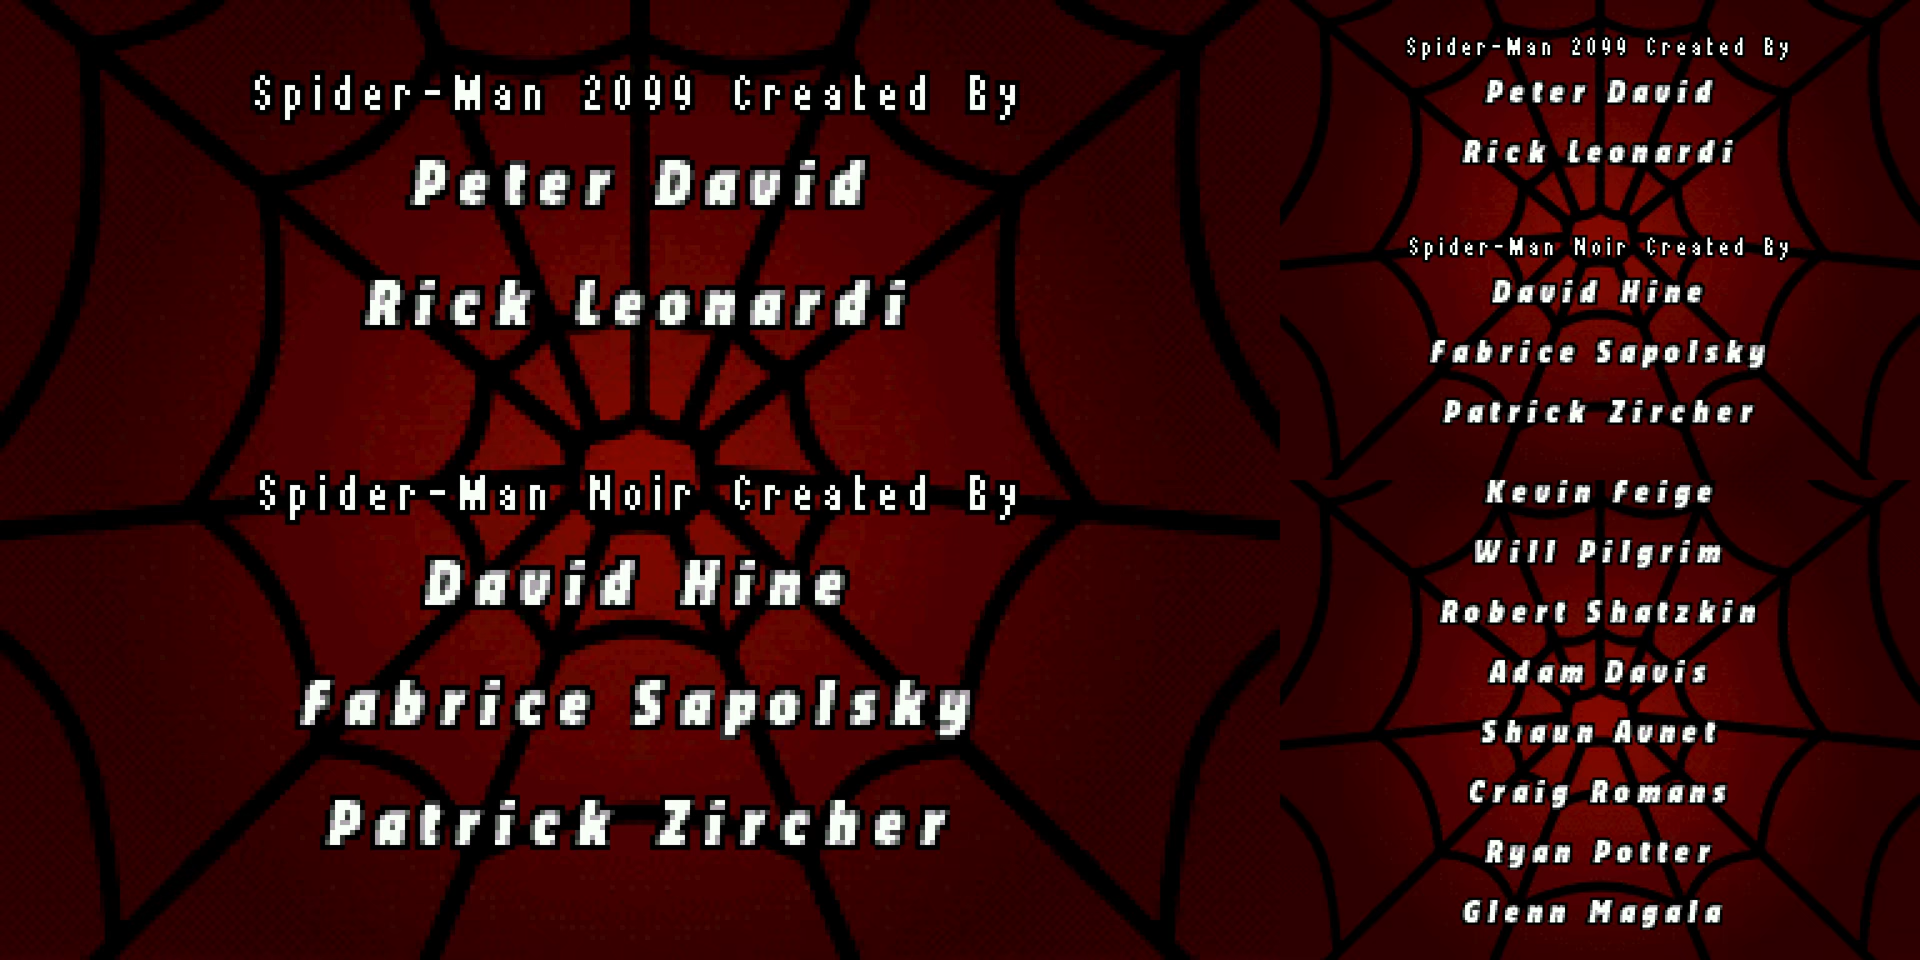 Spider-Man 2099 Created By
Peter David
Rick Leonardi
Spider-Man Noir Created By
David Hine
Fabrice Sapolsky
Patrick Zircher
Spider-Man 2099 Created By
Peter David
Rick Leonardi
Spider-Man Noir Created By
David Hine
Fabrice Sapolsky
Patrick Zircher
Kevin Feige
Will Pilgrim
Robert Shatzkin
Adam Davis
Shaun Avnet
Craig Romans
Ryan Potter
Glenn Magala